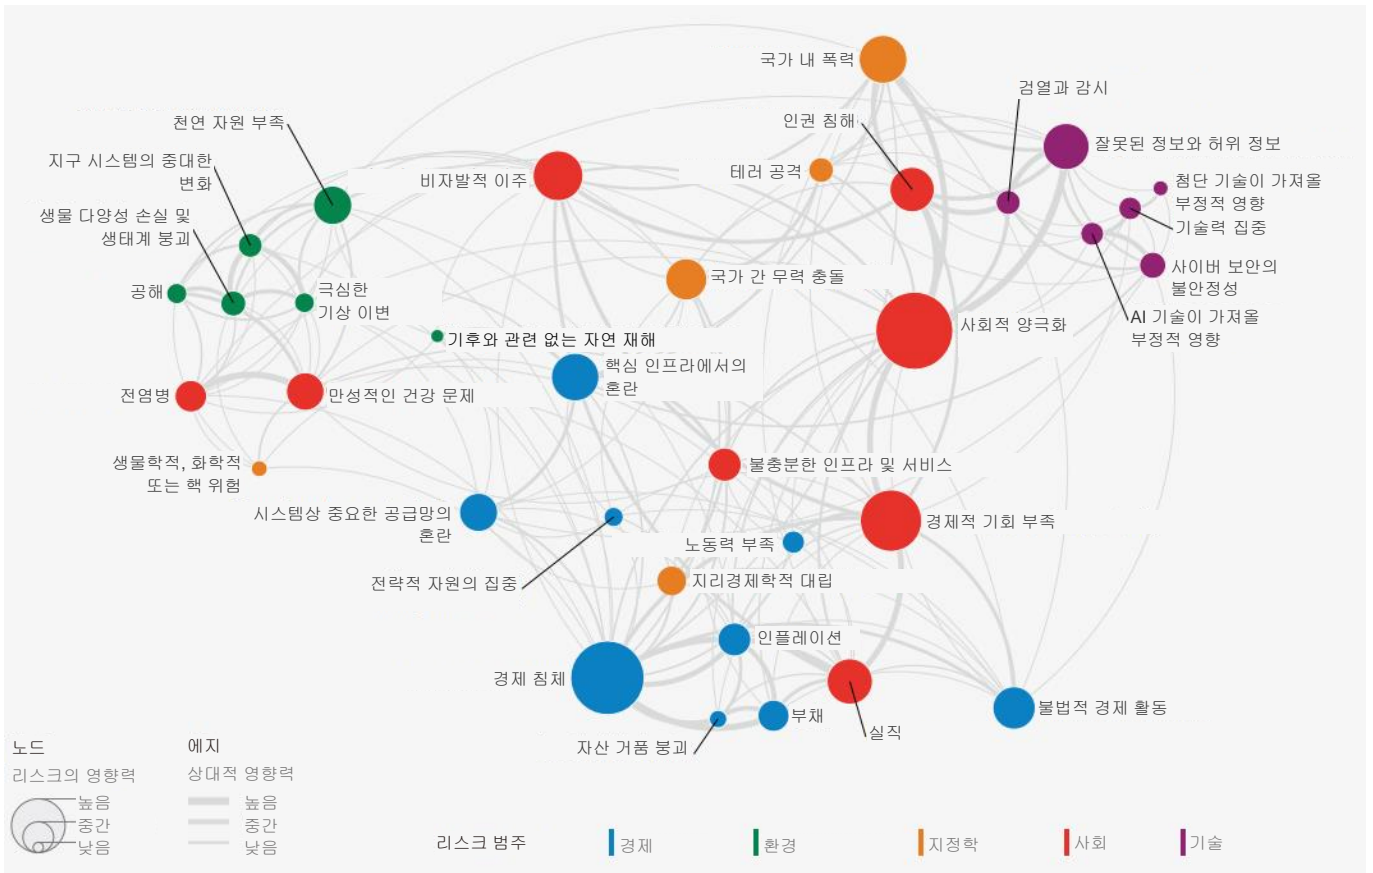 국가 내 폭력
검열과 감시
인권 침해
천연 자원 부족
잘못된 정보와 허위 정보
지구 시스템의 중대한
변화
테러 공격
비자발적 이주
첨단 기술이 가져올
부정적 영향
기술력 집중
생물 다양성 손실 및
생태계 붕괴
사이버 보안의
불안정성
국가 간 무력 충돌
공해
극심한
기상 이변
AI 기술이 가져올
부정적 영향
사회적 양극화
기후와 관련 없는 자연 재해
핵심 인프라에서의
혼란
전염병
만성적인 건강 문제
생물학적, 화학적
또는 핵 위험
불충분한 인프라 및 서비스
시스템상 중요한 공급망의
혼란
경제적 기회 부족
노동력 부족
전략적 자원의 집중
지리경제학적 대립
인플레이션
경제 침체
불법적 경제 활동
부채
실직
자산 거품 붕괴
노드
리스크의 영향력
높음
중간
낮음
에지
상대적 영향력
높음
중간
낮음
리스크 범주
경제
환경
지정학
사회
기술